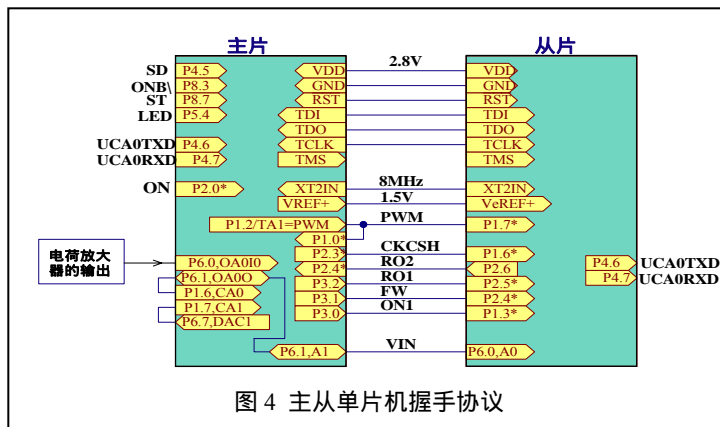 主片
从片
SD P4.5 VDD 2.8V VDD
ONB\ P8.3 GND GND
ST P8.7 RST RST
LED P5.4 TDI TDI
TDO TDO
UCA0TXD P4.6 TCLK TCLK
UCA0RXD P4.7 TMS TMS
ON P2.0* XT2IN 8MHz XT2IN
VREF+ 1.5V VeREF+
P1.2/TA1=PWM PWM P1.7*
P1.0*
P2.3* CKCSH P1.6*
电荷放大
器的输出
P6.0,OA0I0 P2.4* RO2 P2.6 P4.6 UCA0TXD
P6.1,OA0O P3.2 RO1 P2.5* P4.7 UCA0RXD
P1.6,CA0 P3.1 FW P2.4*
P1.7,CA1 P3.0 ON1 P1.3*
P6.7,DAC1
P6.1,A1 VIN P6.0,A0
图 4 主从单片机握手协议